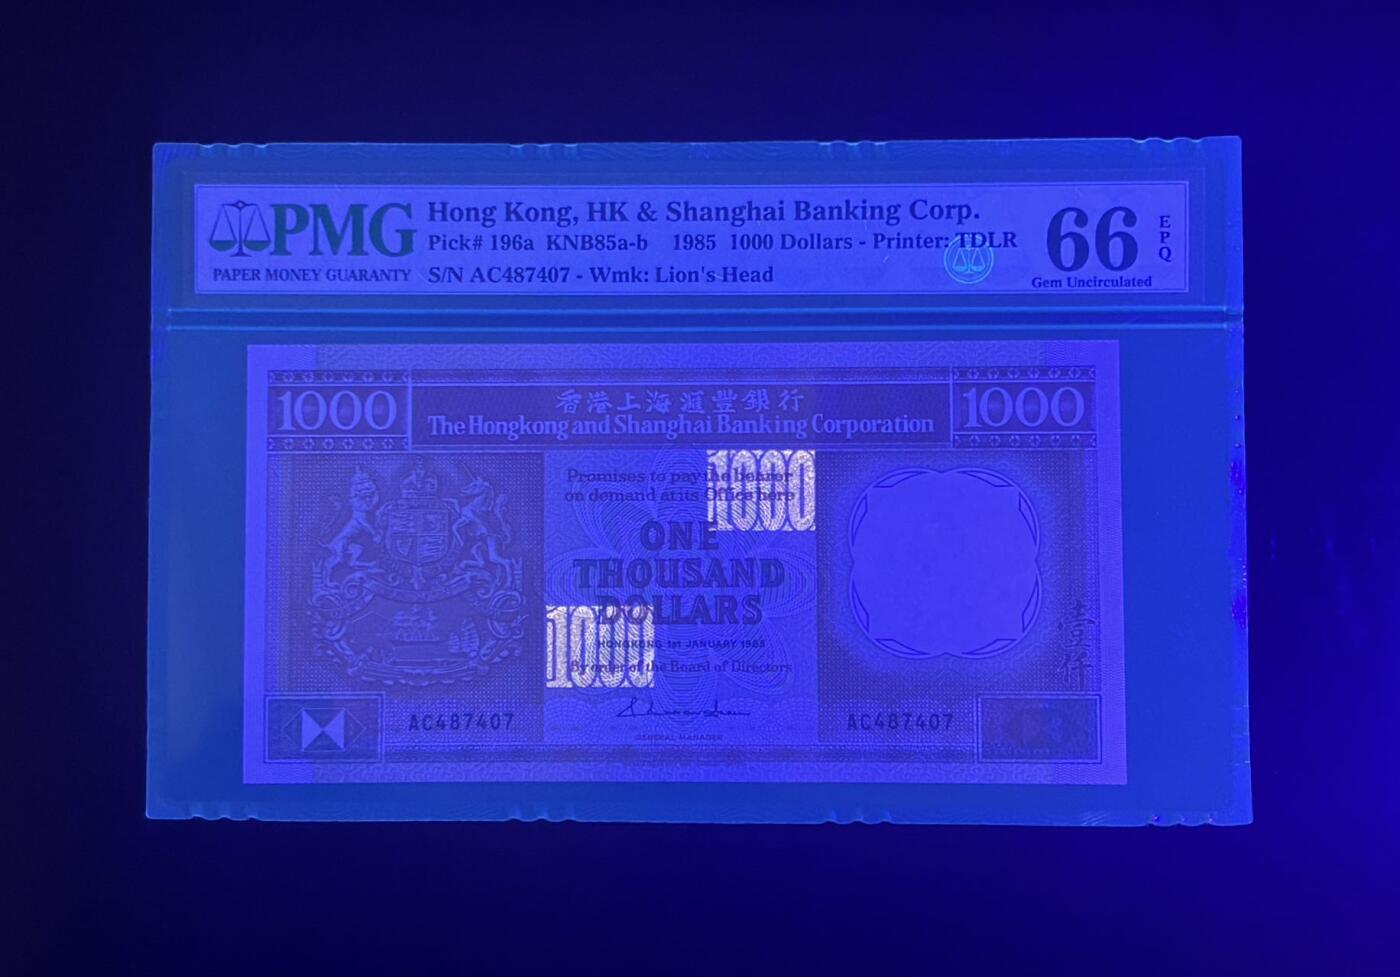 PMG
PAPER MONEY GUARANTY
Hong Kong, HK & Shanghai Banking Corp.
Pick# 196a KNB85a-b 1985 1000 Dollars - Printer: TDLR
S/N AC487407 - Wmk: Lion's Head
66
EPQ
Gem Uncirculated
1000
香港上海滙豐銀行
The Hongkong and Shanghai Banking Corporation
1000
Promises to pay the bearer
on demand at its Office here
1000
ONE
THOUSAND
DOLLARS
1000
HONGKONG 1st JANUARY 1985
By order of the Board of Directors
壹仟
AC487407
AC487407
GENERAL MANAGER